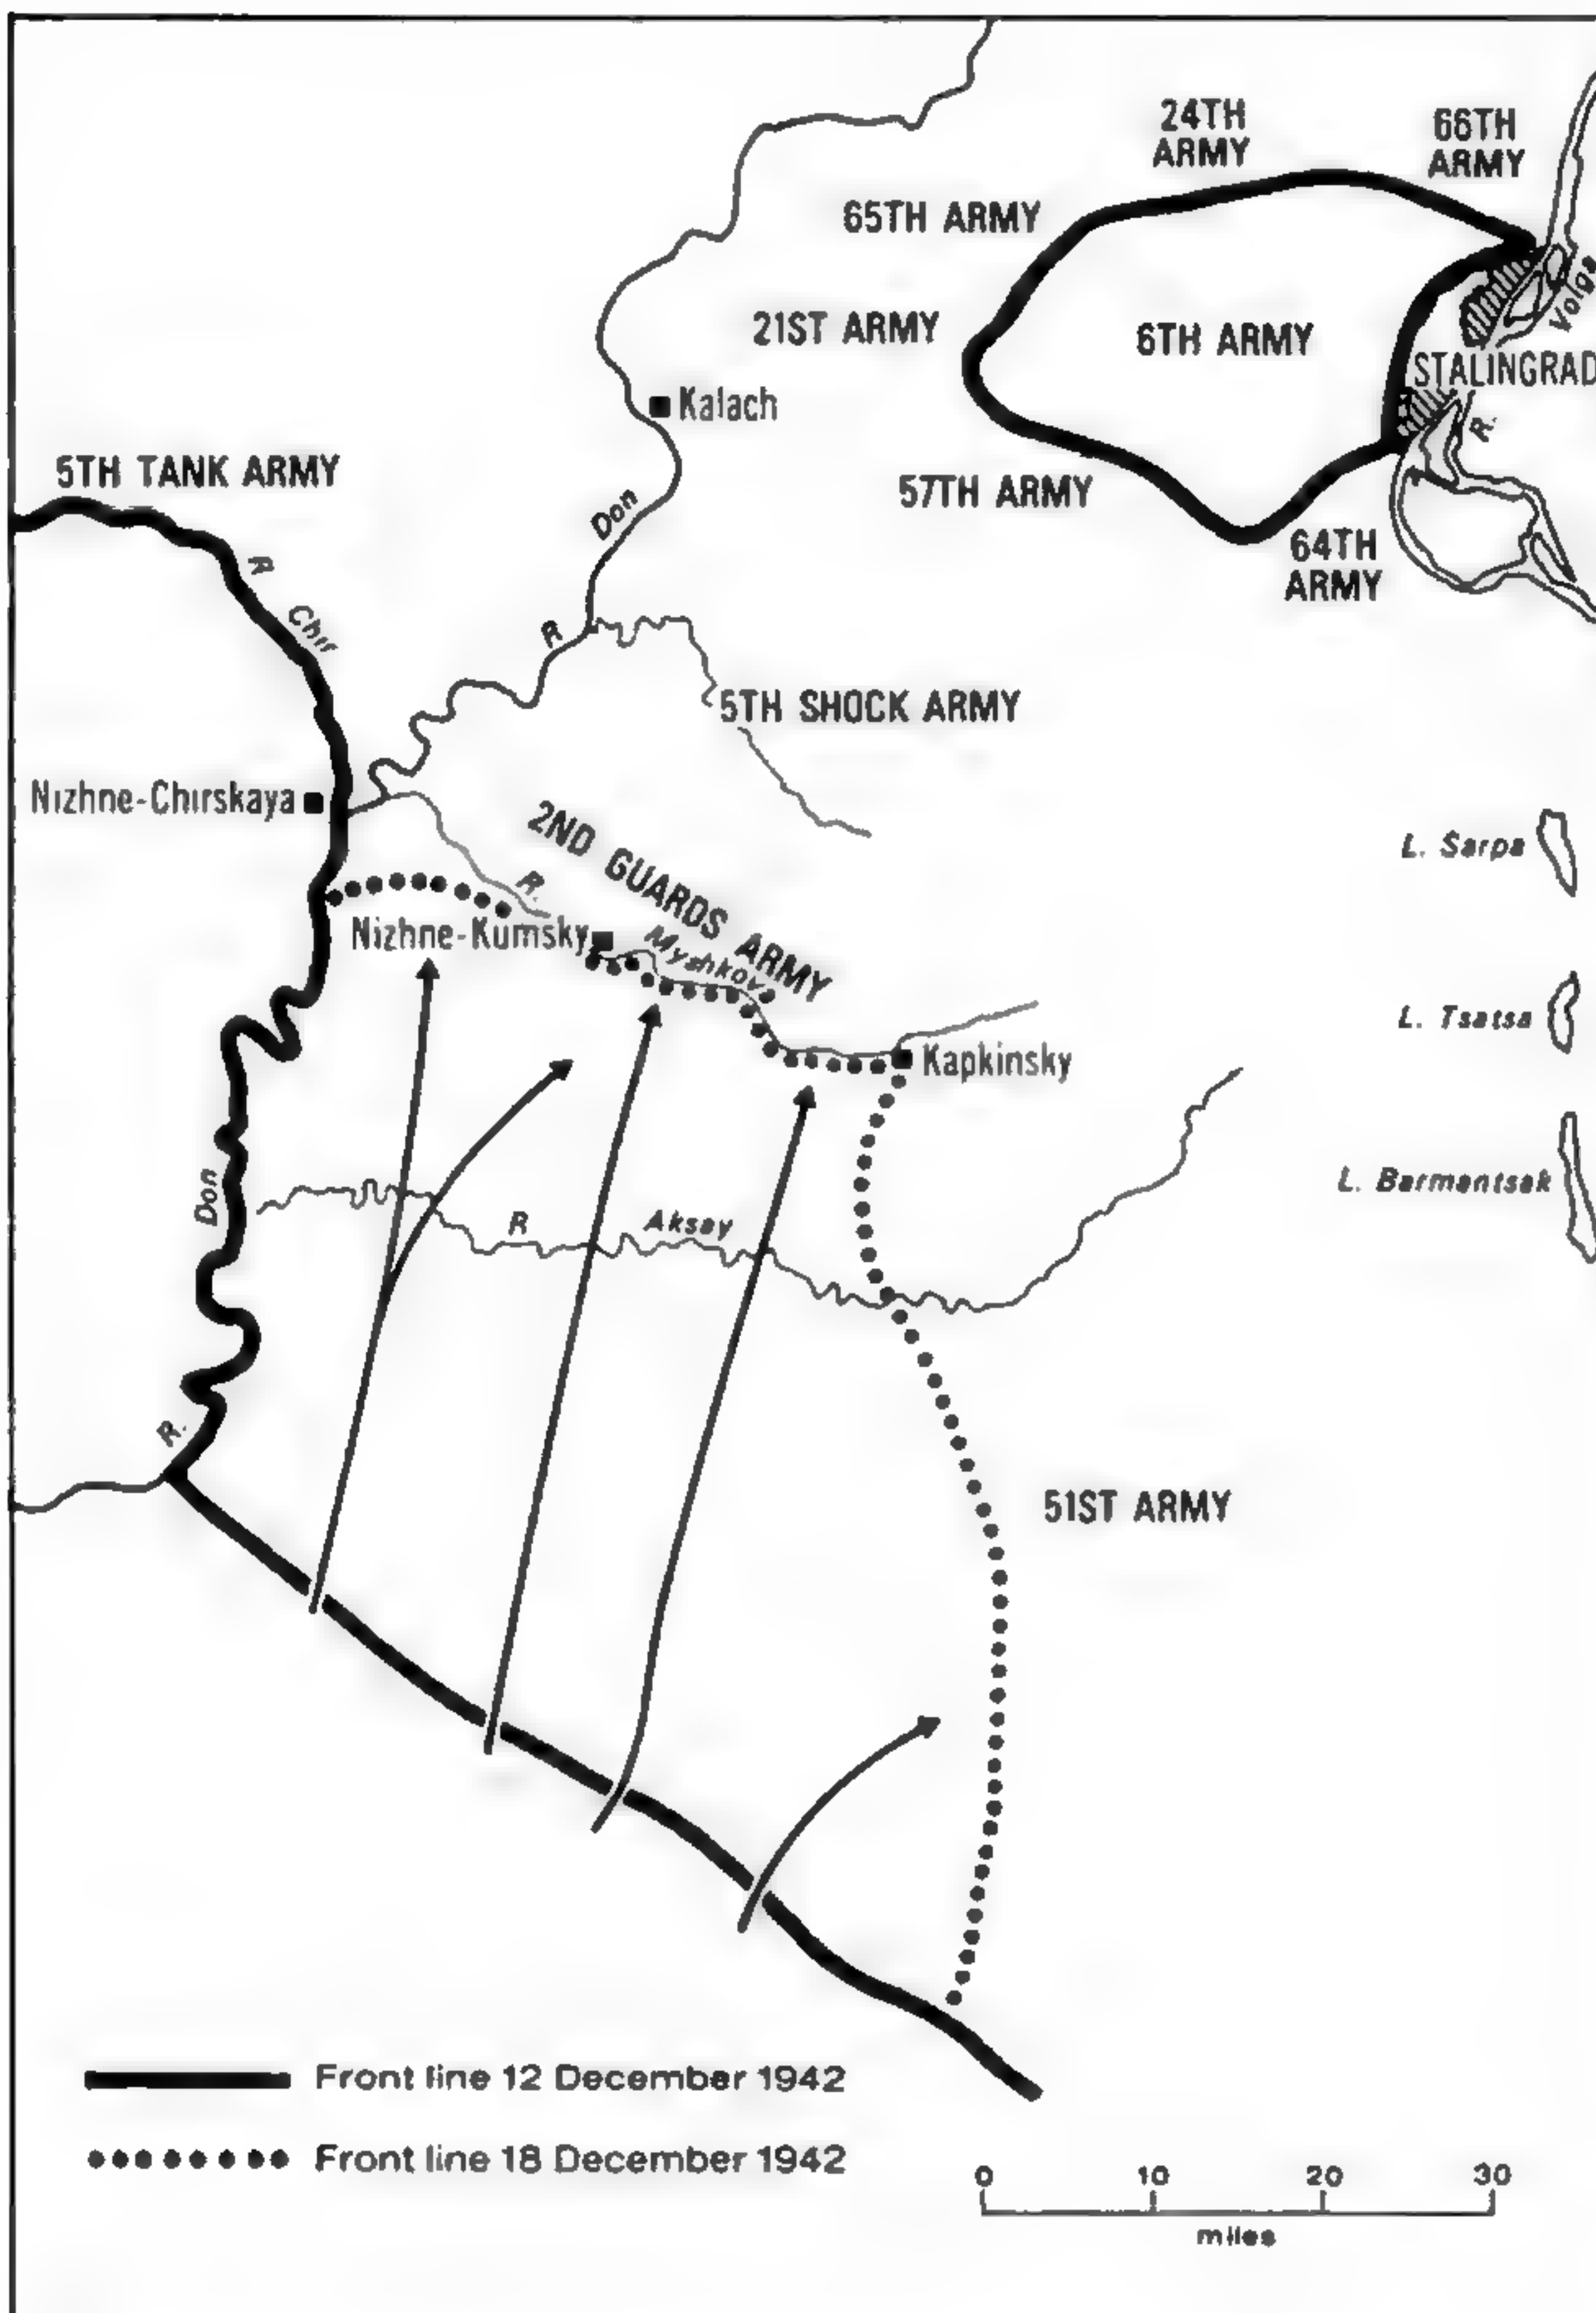 24TH
ARMY
66TH
ARMY
65TH ARMY
21ST ARMY
6TH ARMY
Volga
STALINGRAD
R.
Kalach
5TH TANK ARMY
57TH ARMY
Don
64TH
ARMY
R
Chir
R
5TH SHOCK ARMY
Nizhne-Chirskaya
2ND GUARDS ARMY
L. Sarpa
R.
Nizhne-Kumsky
Myshkov
L. Tsatsa
Kapkinsky
Don
L. Barmantsak
R
Aksay
R.
51ST ARMY
Front line 12 December 1942
Front line 18 December 1942
0 10 20 30
miles